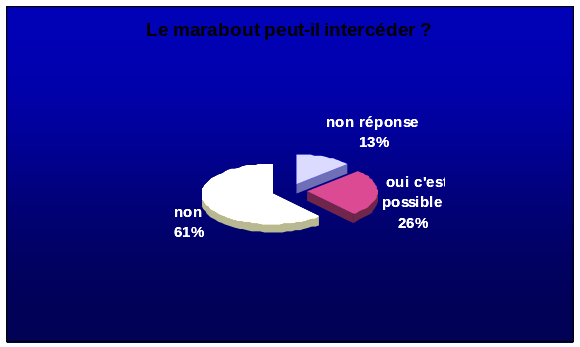 Le marabout peut-il intercéder ?
non réponse
13%
oui c'est
possible
26%
non
61%